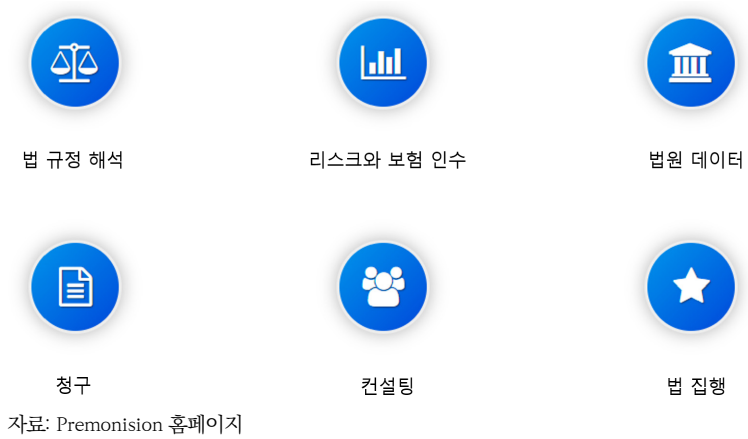 법 규정 해석
리스크와 보험 인수
법원 데이터
청구
컨설팅
법 집행
자료: Premonision 홈페이지